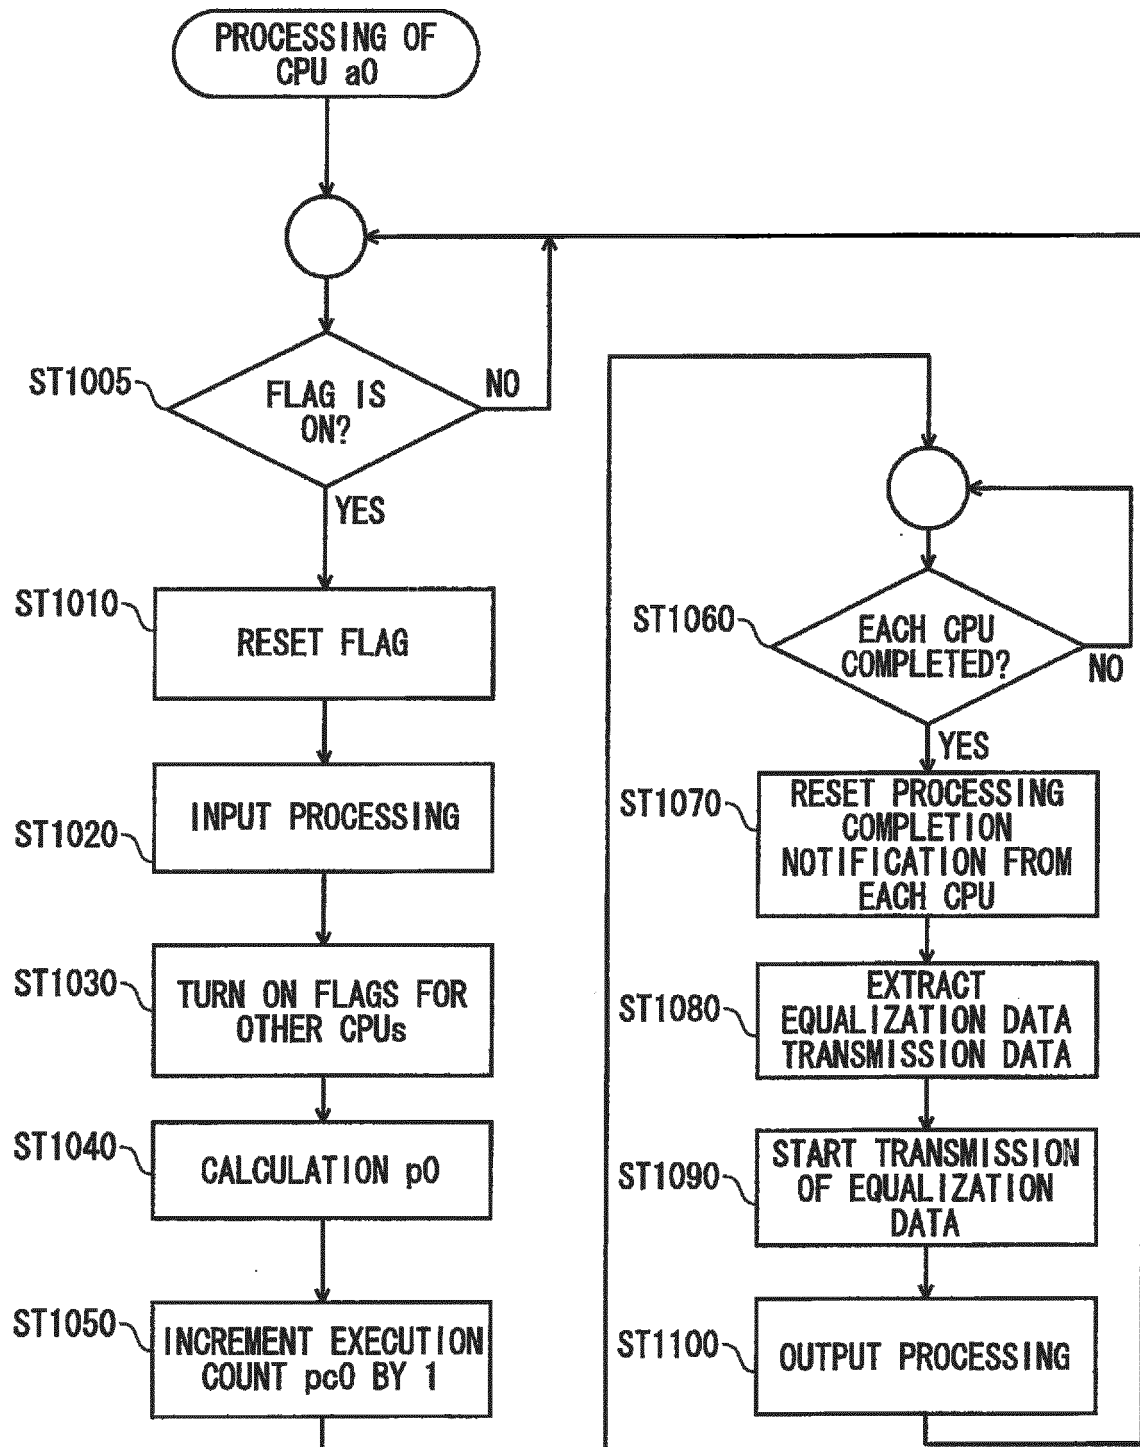 PROCESSING OF
CPU a0
ST1005
FLAG IS
ON?
NO
YES
ST1010
RESET FLAG
ST1020
INPUT PROCESSING
ST1030
TURN ON FLAGS FOR
OTHER CPUs
ST1040
CALCULATION p0
ST1050
INCREMENT EXECUTION
COUNT pc0 BY 1
ST1060
EACH CPU
COMPLETED?
NO
YES
ST1070
RESET PROCESSING
COMPLETION
NOTIFICATION FROM
EACH CPU
ST1080
EXTRACT
EQUALIZATION DATA
TRANSMISSION DATA
ST1090
START TRANSMISSION
OF EQUALIZATION
DATA
ST1100
OUTPUT PROCESSING